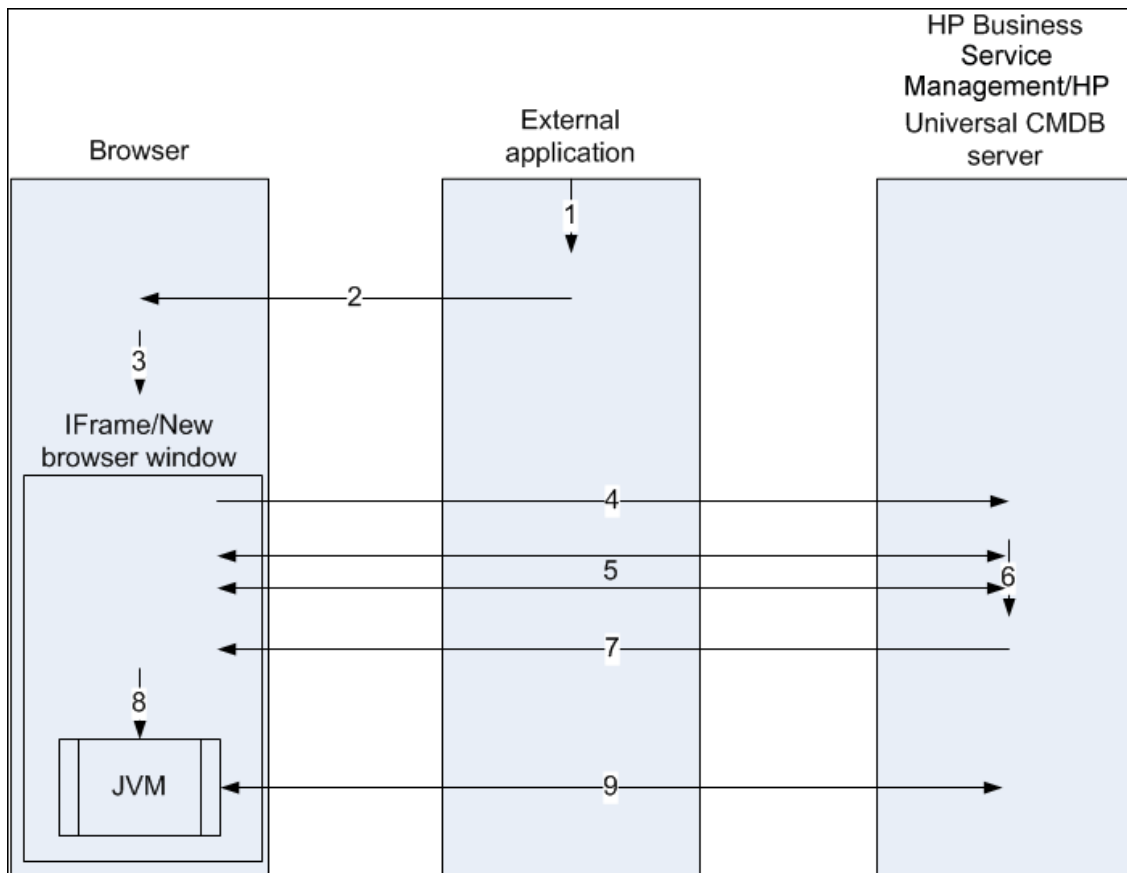 HP Business
Service
Management/HP
Universal CMDB
server
External
application
Browser
1
2
3
IFrame/New
browser window
4
5
6
7
8
JVM
9